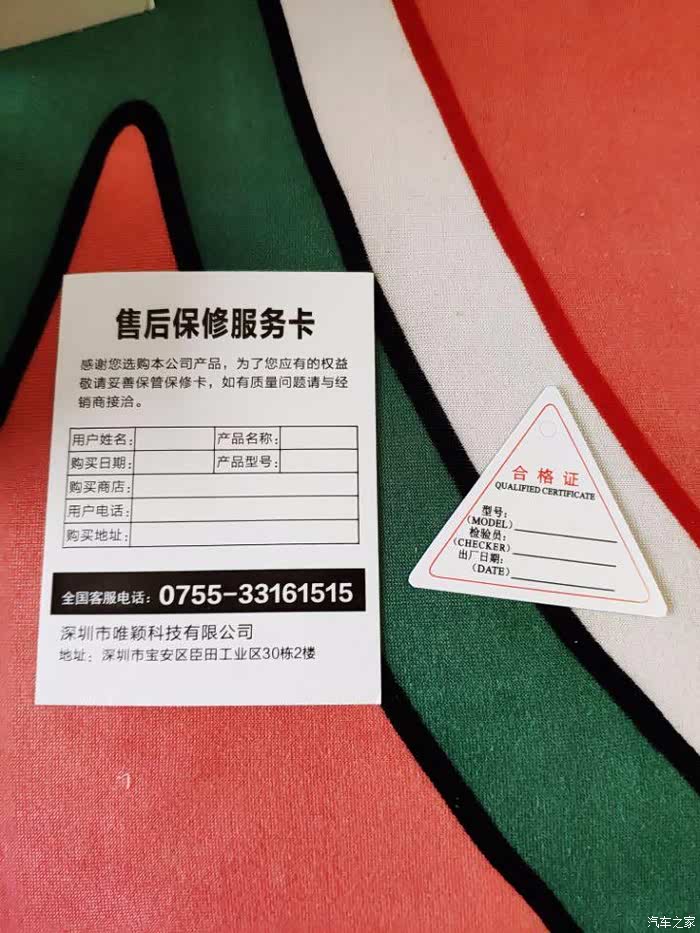 售后保修服务卡
感谢您选购本公司产品，为了您应有的权益
敬请妥善保管保修卡，如有质量问题请与经
销商接洽。
用户姓名： 产品名称：
购买日期： 产品型号：
购买商店：
用户电话：
购买地址：
全国客服电话：0755-33161515
深圳市唯颖科技有限公司
地址：深圳市宝安区臣田工业区30栋2楼
合格证
QUALIFIED CERTIFICATE
型号：
(MODEL)
检验员：
(CHECKER)
出厂日期：
(DATE)
汽车之家